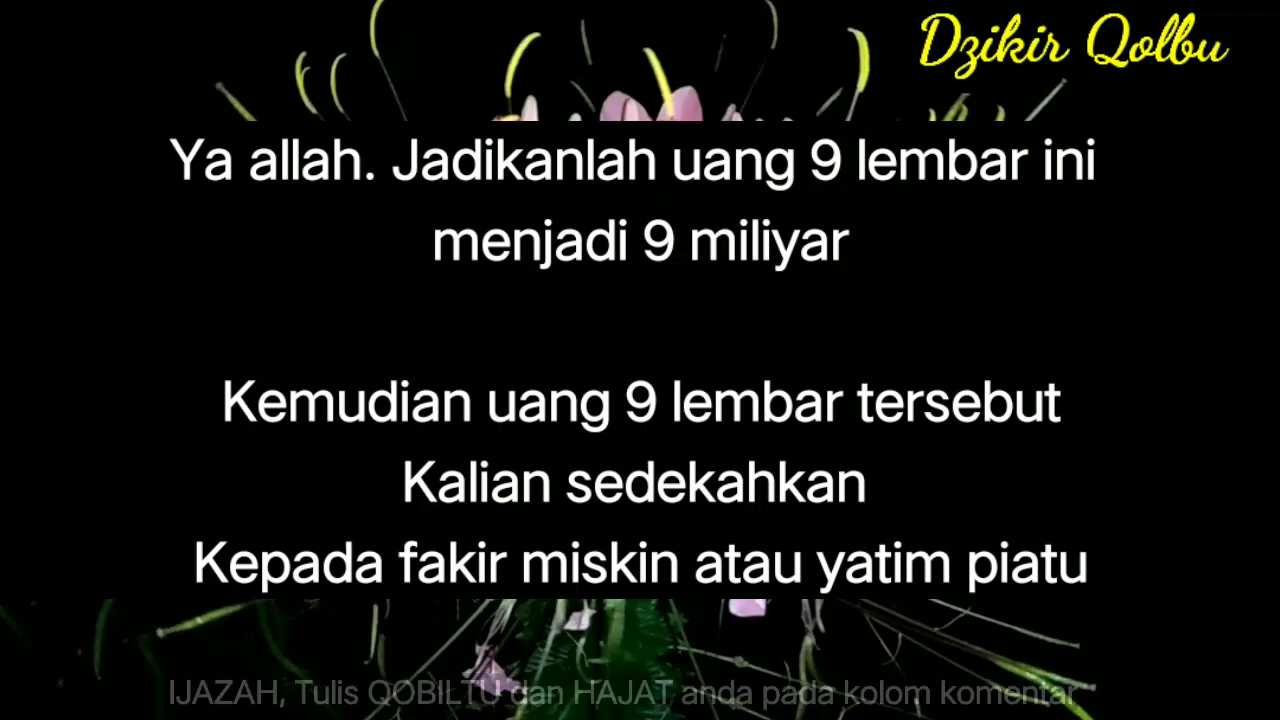 Dzikir Qolbu
Ya allah. Jadikanlah uang 9 lembar ini
menjadi 9 miliyar
Kemudian uang 9 lembar tersebut
Kalian sedekahkan
Kepada fakir miskin atau yatim piatu
IJAZAH, Tulis QOBILTU dan HAJAT anda pada kolom komentar